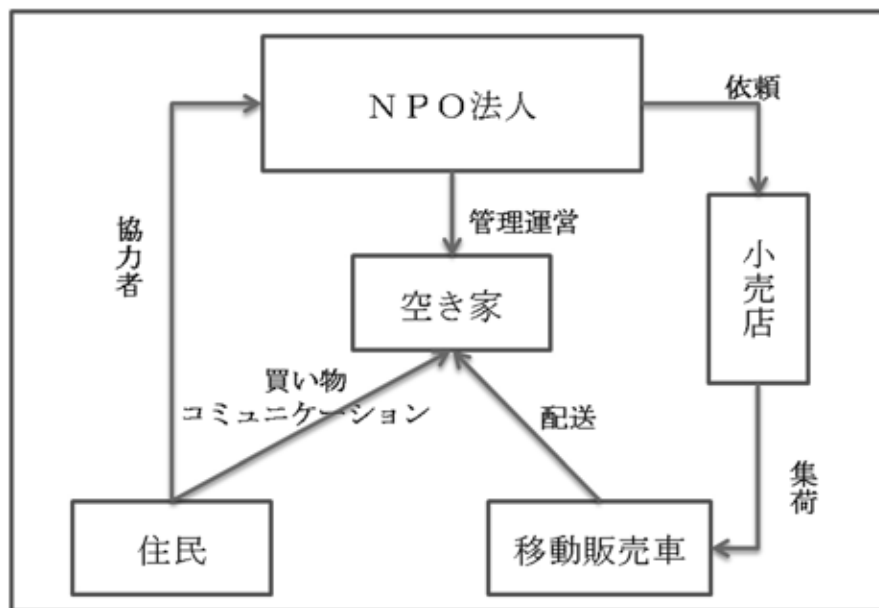 NPO法人
依頼
協力者
管理運営
小売店
空き家
買い物
コミュニケーション
配送
集荷
住民
移動販売車